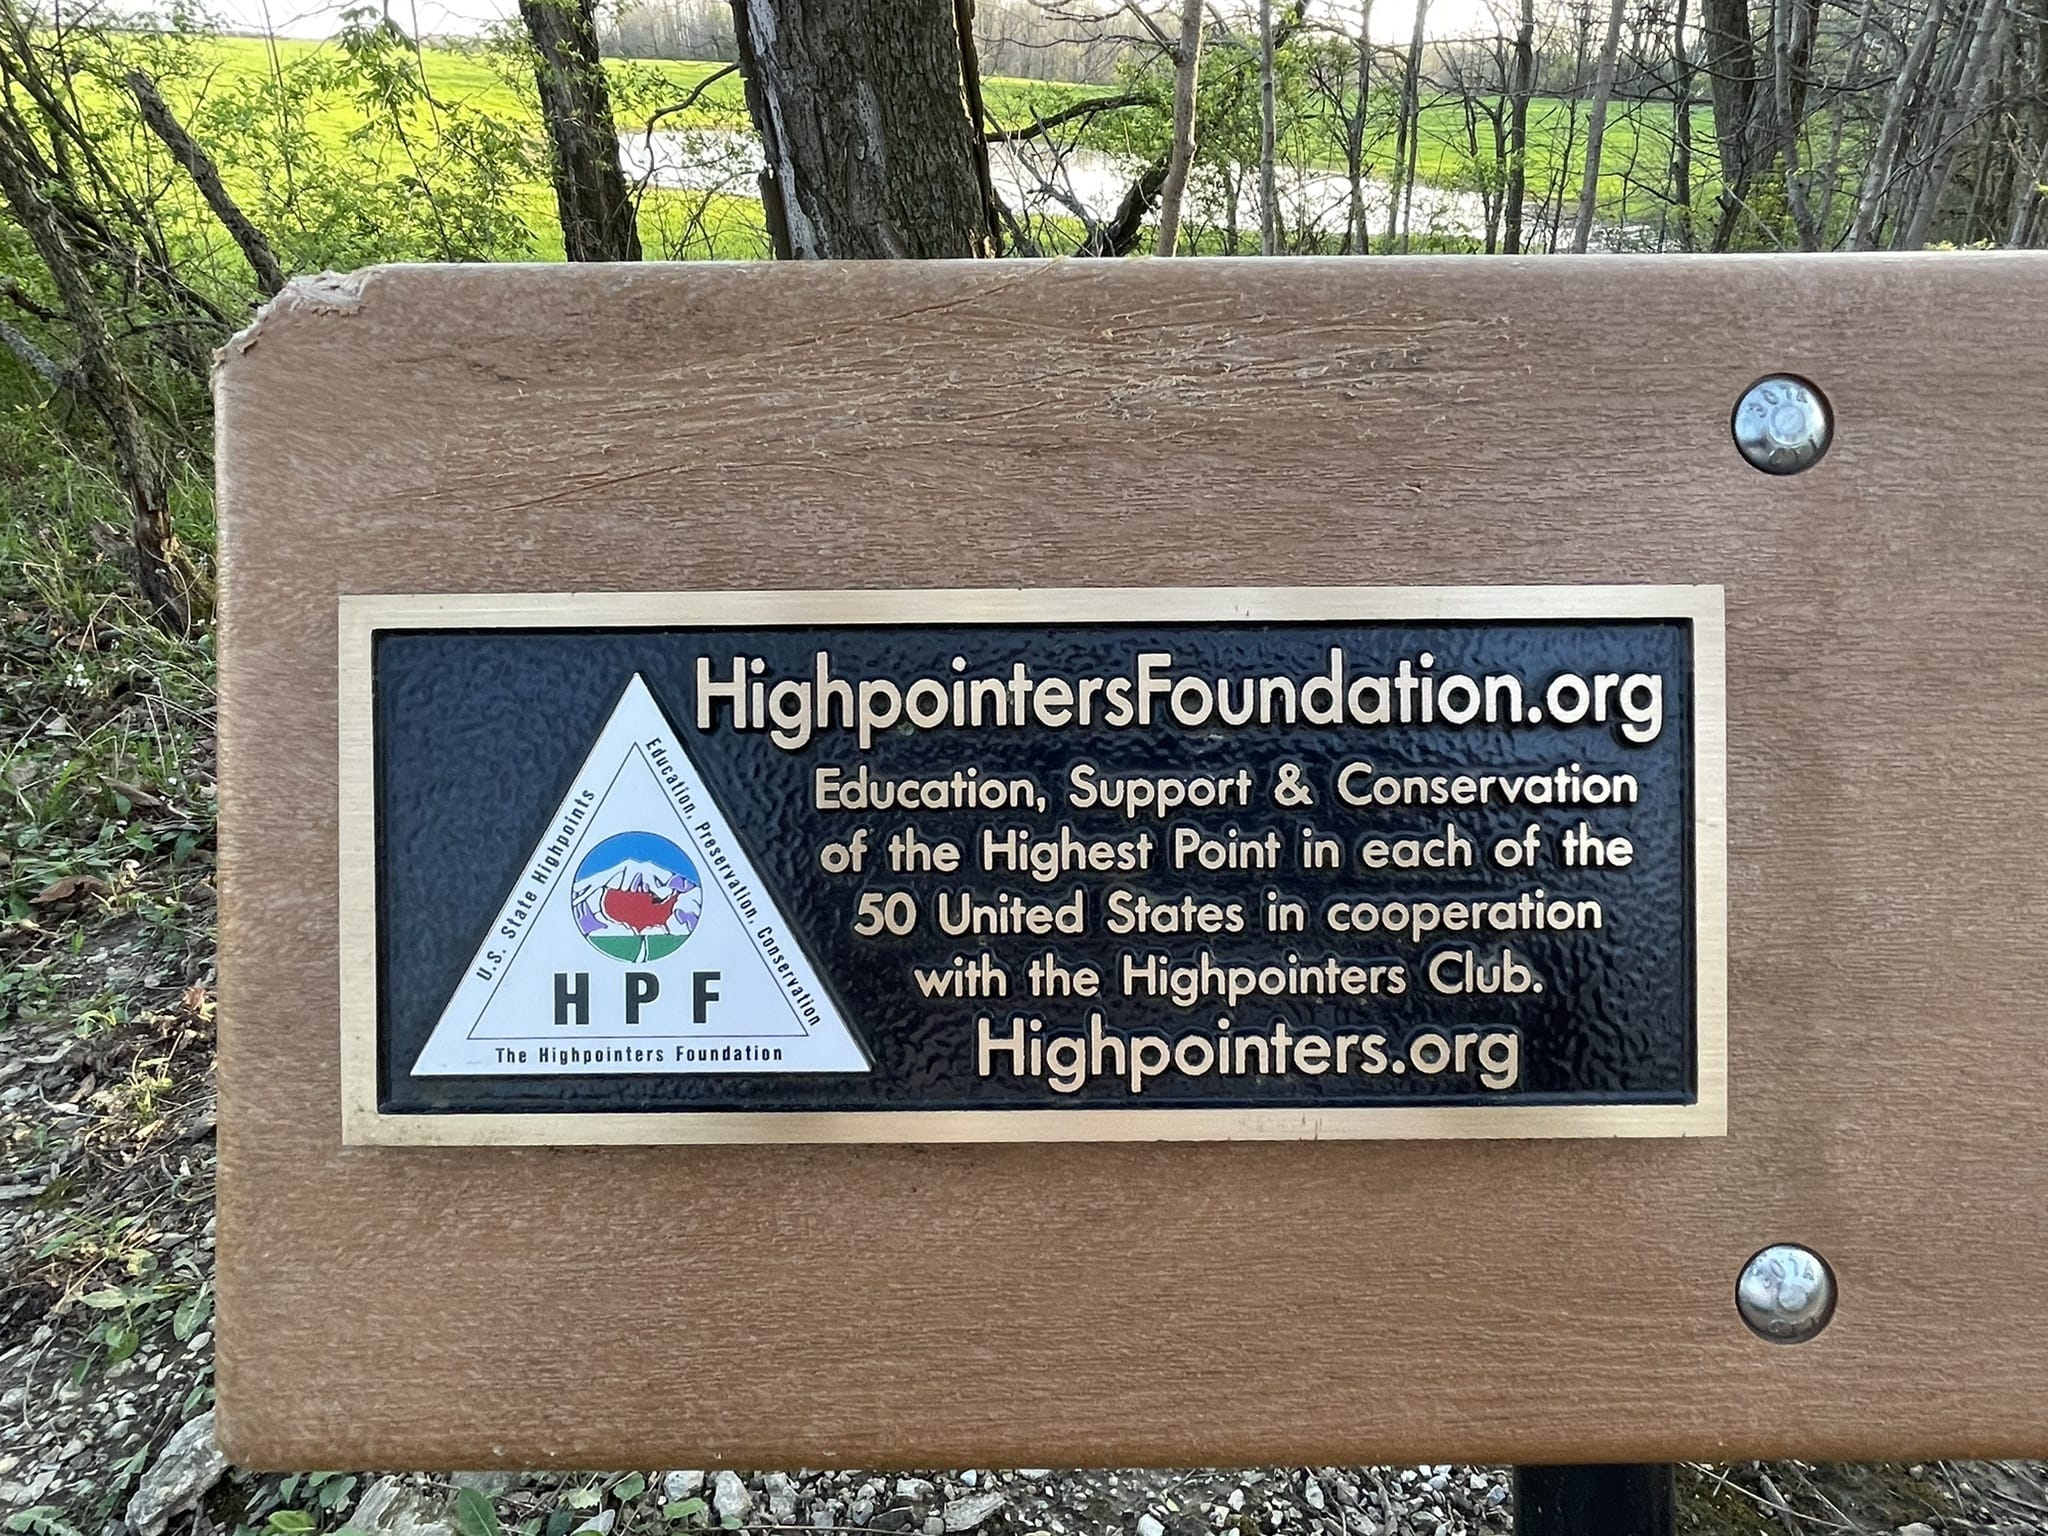 HighpointersFoundation.org
Education, Support & Conservation
of the Highest Point in each of the
50 United States in cooperation
with the Highpointers Club.
Highpointers.org
U.S. State Highpoints
Education, Preservation, Conservation
HPF
The Highpointers Foundation